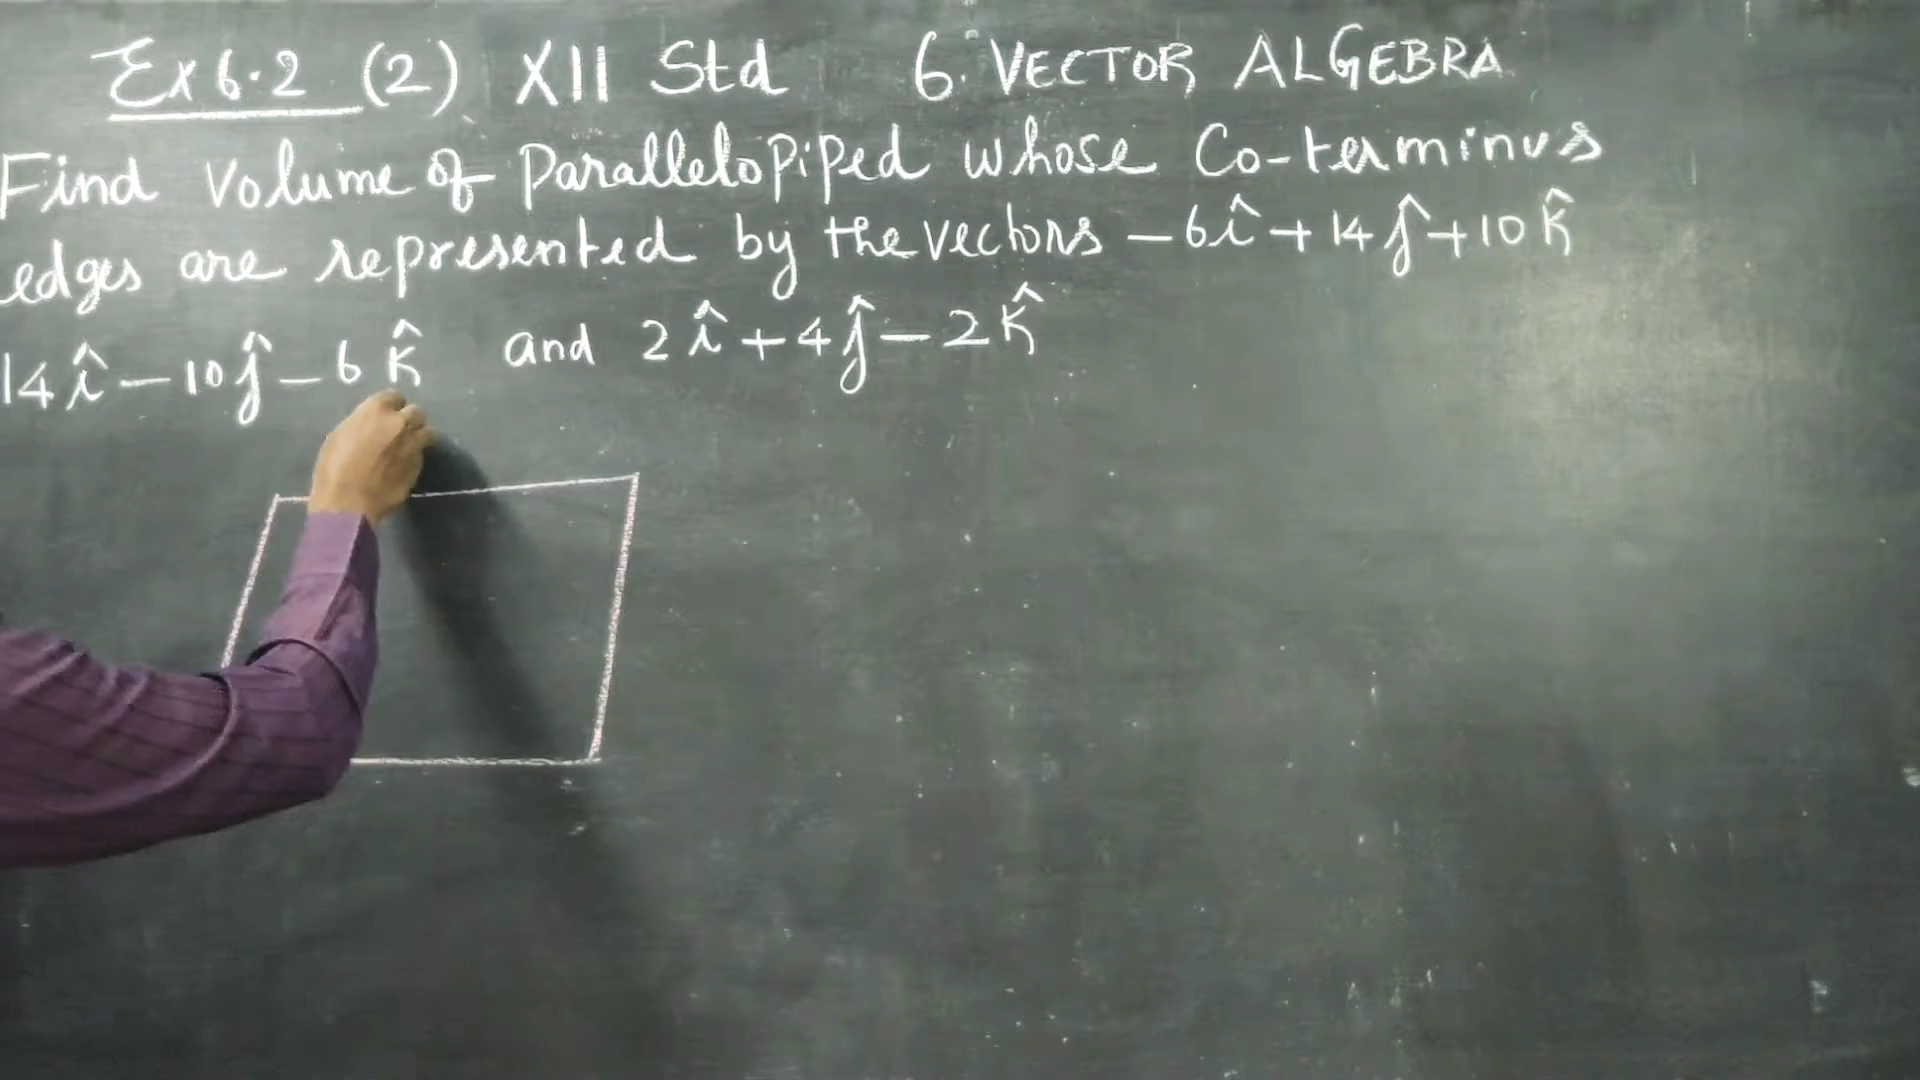 Ex 6.2 (2) XII Std 6. VECTOR ALGEBRA
Find Volume of Parallelopiped whose Co-terminus
edges are represented by the vectors -6î+14ĵ+10k̂
14î-10ĵ-6k̂ and 2î+4ĵ-2k̂